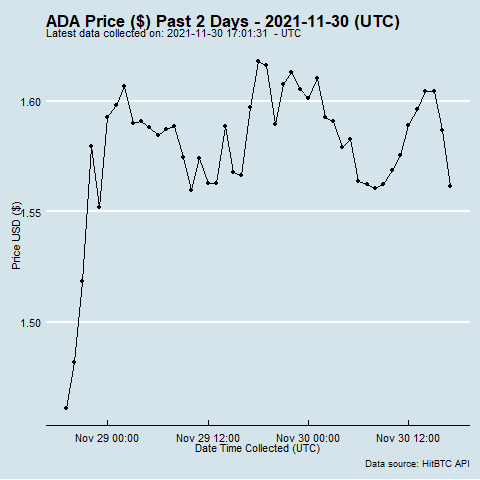 ADA Price ($) Past 2 Days - 2021-11-30 (UTC)
Latest data collected on: 2021-11-30 17:01:31 - UTC
1.60
1.55
1.50
Price USD ($)
Nov 29 00:00 Nov 29 12:00 Nov 30 00:00 Nov 30 12:00
Date Time Collected (UTC)
Data source: HitBTC API